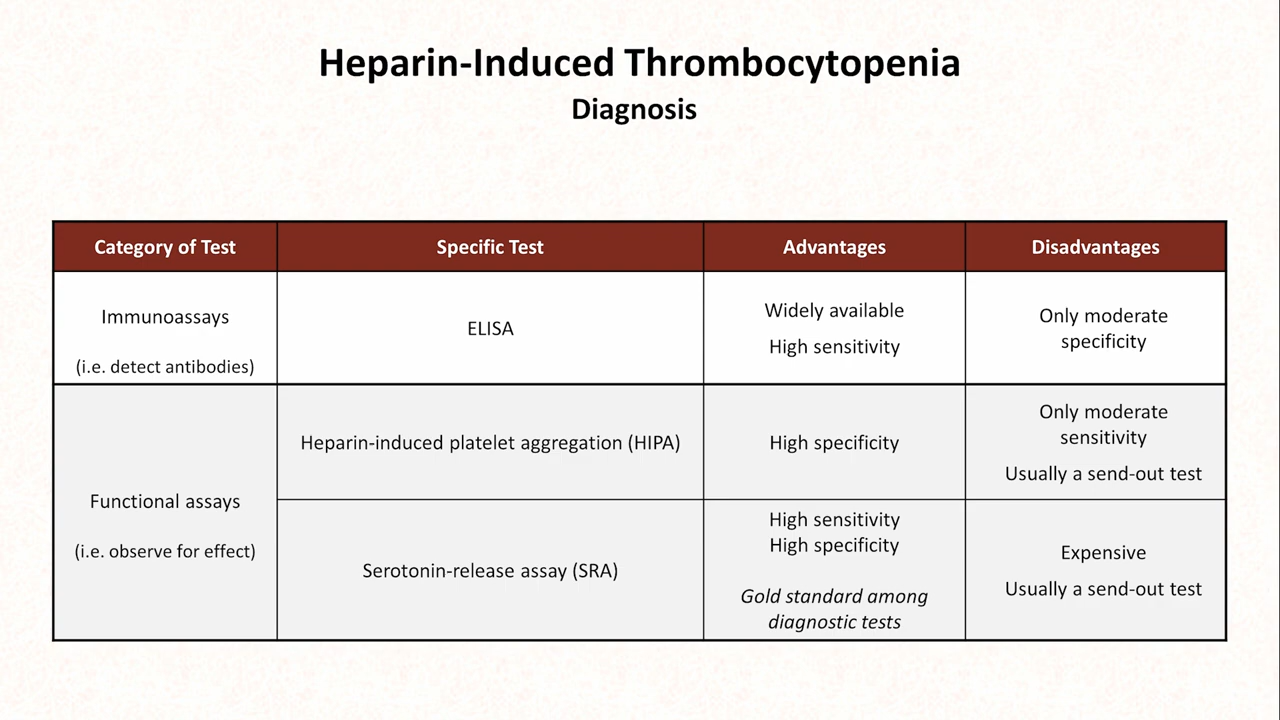 Heparin-Induced Thrombocytopenia
Diagnosis
Category of Test
Specific Test
Advantages
Disadvantages
Immunoassays
(i.e. detect antibodies)
ELISA
Widely available
High sensitivity
Only moderate
specificity
Functional assays
(i.e. observe for effect)
Heparin-induced platelet aggregation (HIPA)
High specificity
Only moderate
sensitivity
Usually a send-out test
Serotonin-release assay (SRA)
High sensitivity
High specificity
Gold standard among
diagnostic tests
Expensive
Usually a send-out test